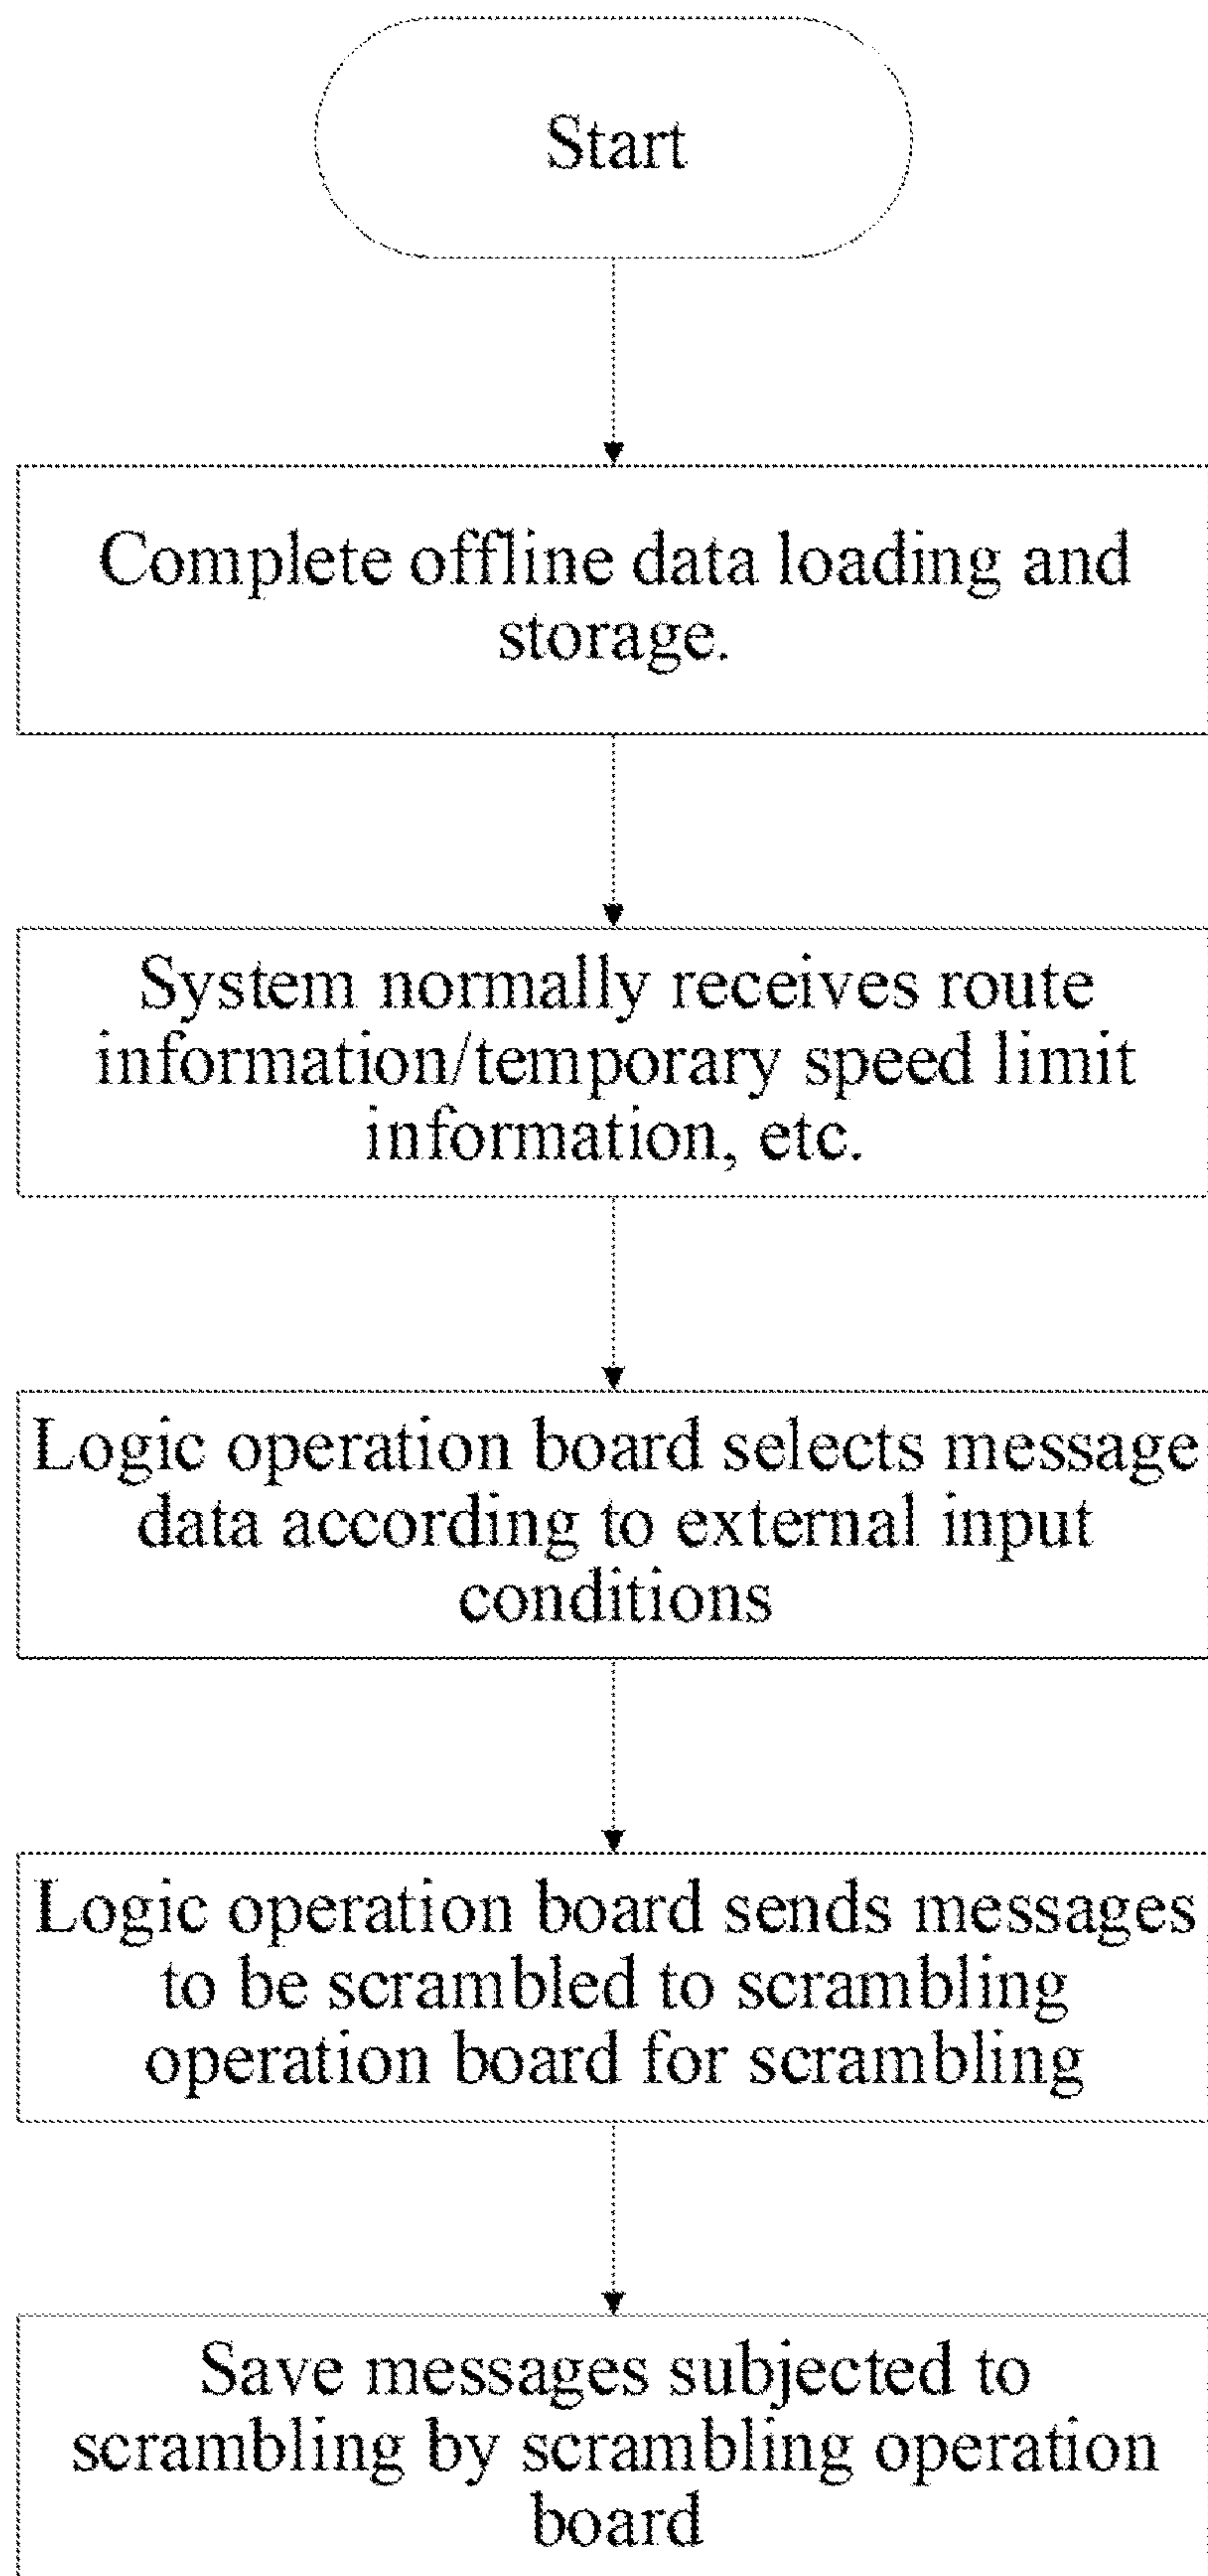 Start
Complete offline data loading and
storage.
System normally receives route
information/temporary speed limit
information, etc.
Logic operation board selects message
data according to external input
conditions
Logic operation board sends messages
to be scrambled to scrambling
operation board for scrambling
Save messages subjected to
scrambling by scrambling operation
board